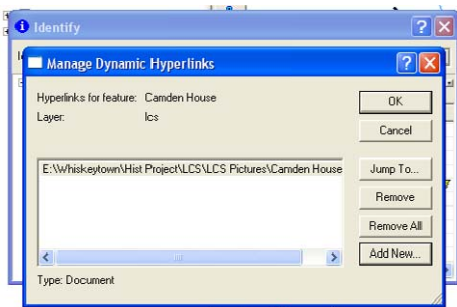 Identify
Manage Dynamic Hyperlinks
Hyperlinks for feature: Camden House
OK
Layer: lcs
Cancel
E:\Whiskeytown\Hist Project\LCS\LCS Pictures\Camden House
Jump To...
Remove
Remove All
Add New...
Type: Document